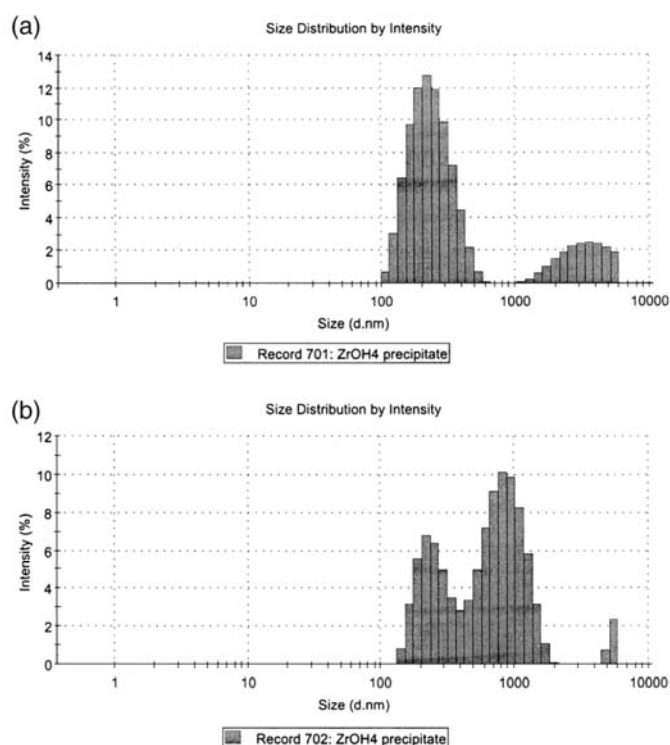 (a)
Size Distribution by Intensity
14
12
10
8
6
4
2
0
Intensity (%)
1 10 100 1000 10000
Size (d.nm)
Record 701: ZrOH4 precipitate
(b)
Size Distribution by Intensity
12
10
8
6
4
2
0
Intensity (%)
1 10 100 1000 10000
Size (d.nm)
Record 702: ZrOH4 precipitate